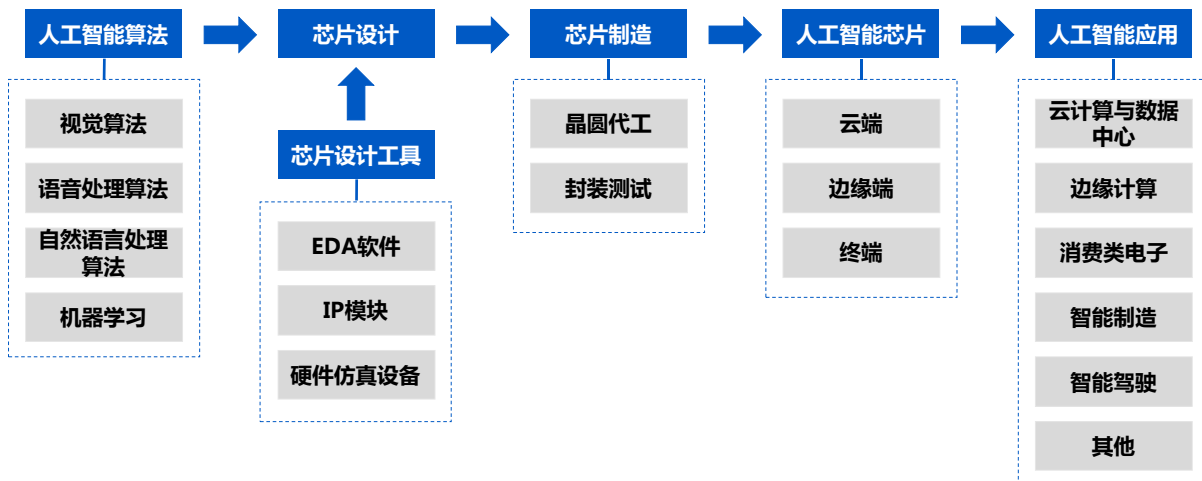 人工智能算法
视觉算法
语音处理算法
自然语言处理
算法
机器学习
芯片设计
芯片设计工具
EDA软件
IP模块
硬件仿真设备
芯片制造
晶圆代工
封装测试
人工智能芯片
云端
边缘端
终端
人工智能应用
云计算与数据
中心
边缘计算
消费类电子
智能制造
智能驾驶
其他